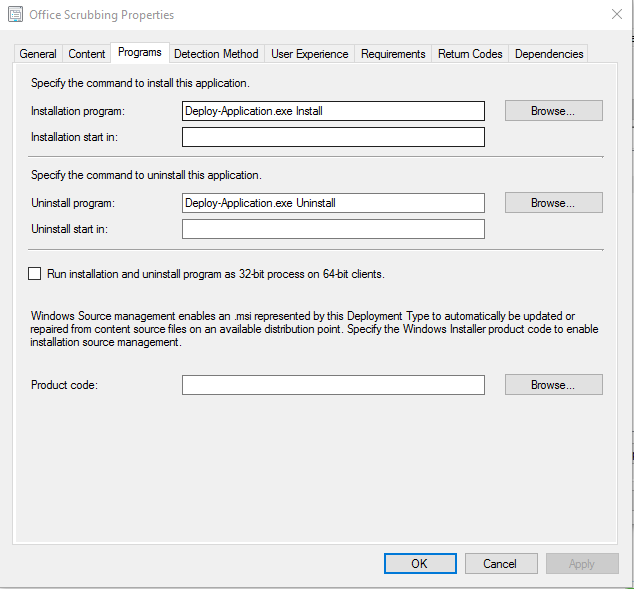 Office Scrubbing Properties
General Content Programs Detection Method User Experience Requirements Return Codes Dependencies
Specify the command to install this application.
Installation program: Deploy-Application.exe Install Browse...
Installation start in:
Specify the command to uninstall this application.
Uninstall program: Deploy-Application.exe Uninstall Browse...
Uninstall start in:
Run installation and uninstall program as 32-bit process on 64-bit clients.
Windows Source management enables an .msi represented by this Deployment Type to automatically be updated or
repaired from content source files on an available distribution point. Specify the Windows Installer product code to enable
installation source management.
Product code: Browse...
OK Cancel Apply